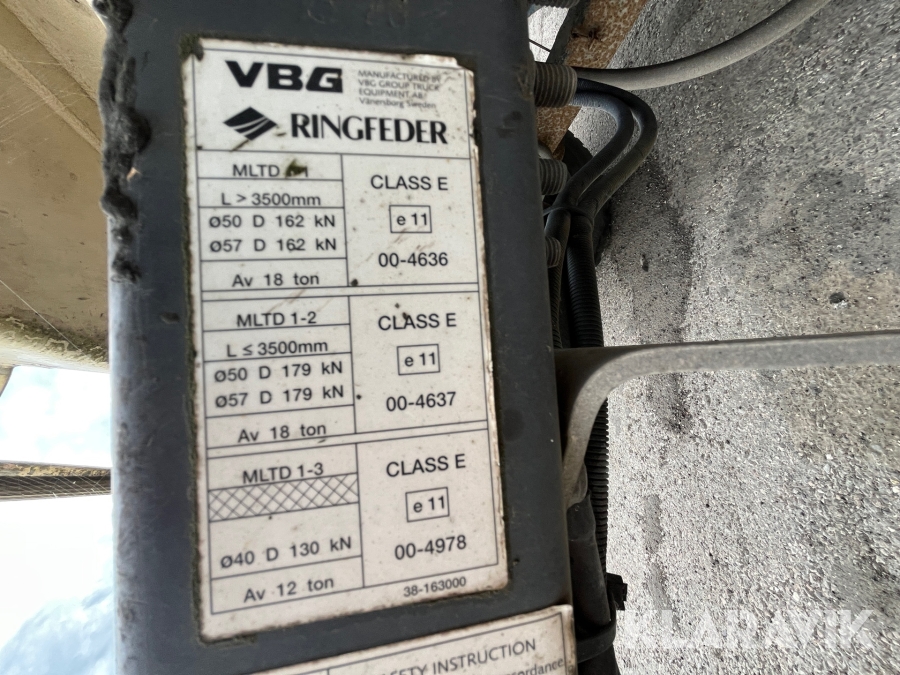 VBG
MANUFACTURED BY
VBG GROUP TRUCK
EQUIPMENT AB
Vänersborg Sweden
RINGFEDER
MLTD
L > 3500mm
Ø50 D 162 kN
Ø57 D 162 kN
Av 18 ton
CLASS E
e 11
00-4636
MLTD 1-2
L ≤ 3500mm
Ø50 D 179 kN
Ø57 D 179 kN
Av 18 ton
CLASS E
e 11
00-4637
MLTD 1-3
Ø40 D 130 kN
Av 12 ton
CLASS E
e 11
00-4978
38-163000
INSTRUCTION
KLARAVIK